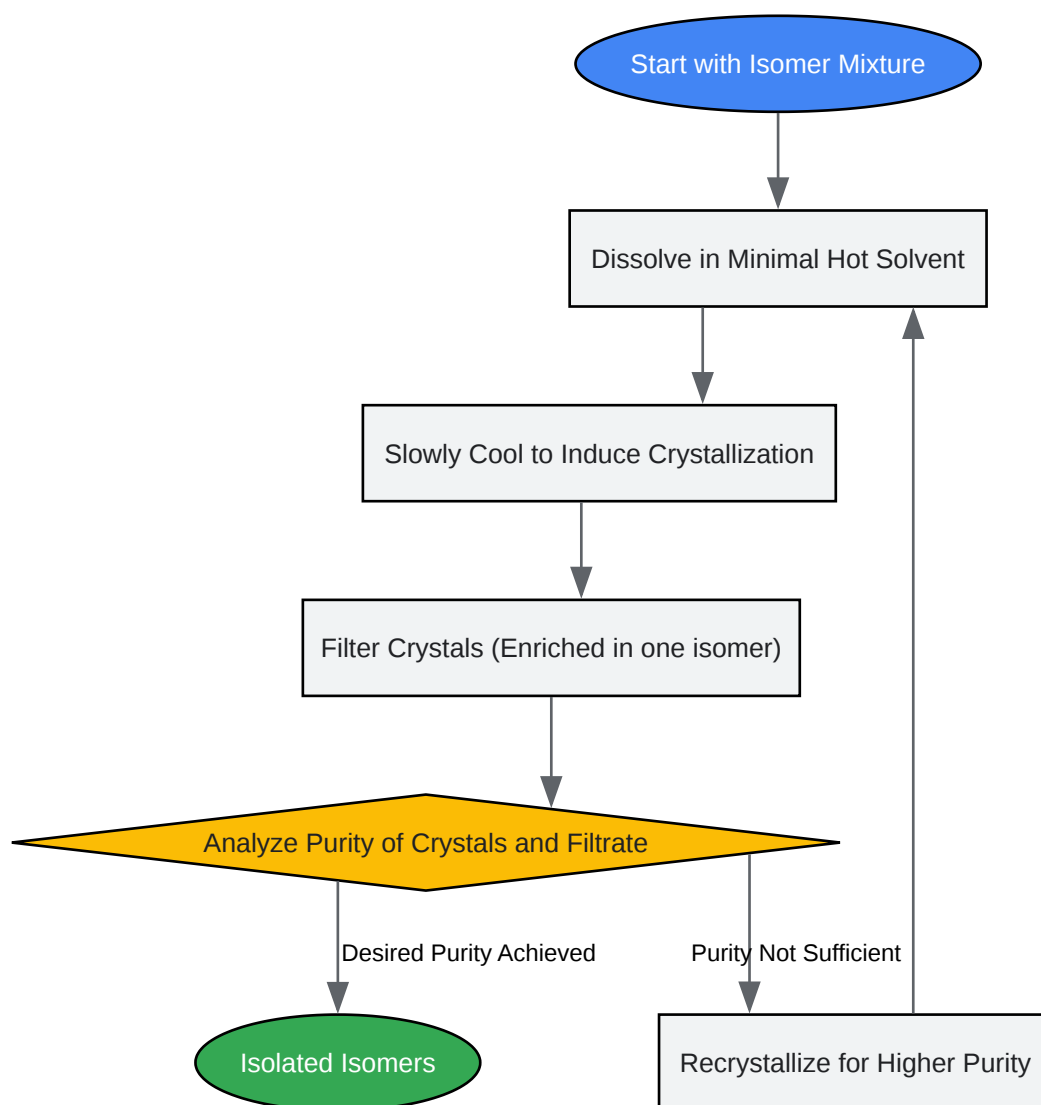 Start with Isomer Mixture
Dissolve in Minimal Hot Solvent
Slowly Cool to Induce Crystallization
Filter Crystals (Enriched in one isomer)
Analyze Purity of Crystals and Filtrate
Desired Purity Achieved
Purity Not Sufficient
Isolated Isomers
Recrystallize for Higher Purity